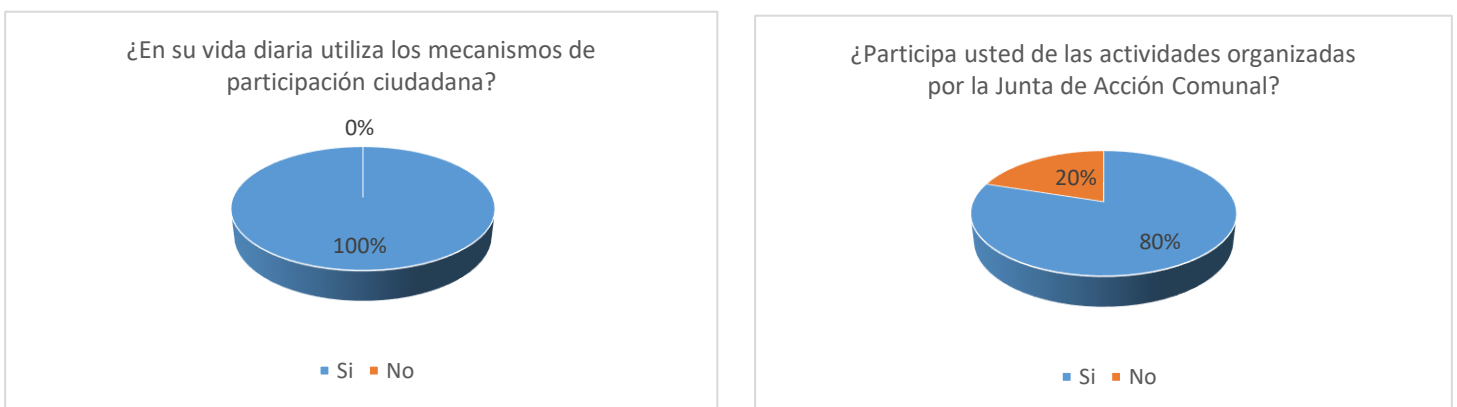 ¿En su vida diaria utiliza los mecanismos de
participación ciudadana?
0%
100%
Si No
¿Participa usted de las actividades organizadas
por la Junta de Acción Comunal?
20%
80%
Si No